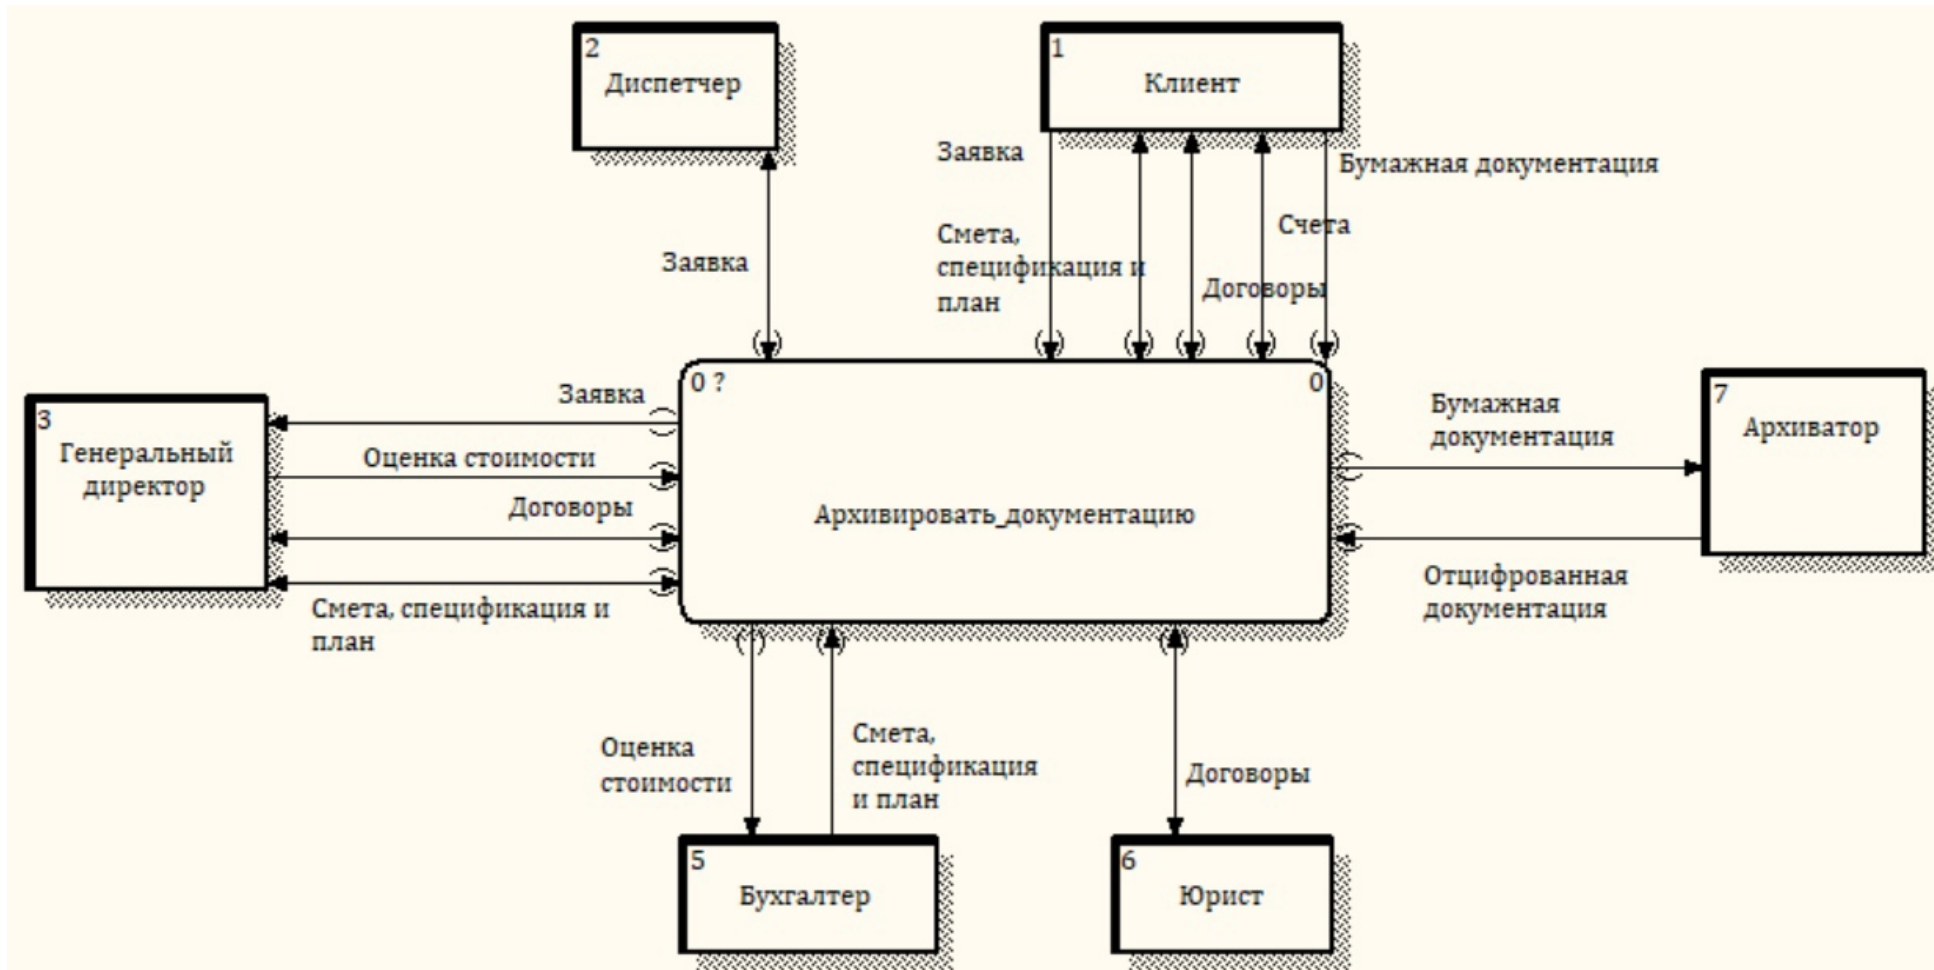 2
Диспетчер
1
Клиент
Заявка
Бумажная документация
Смета,
спецификация и
план
Счета
Договоры
Заявка
0 ?
0
3
Генеральный
директор
Заявка
Оценка стоимости
Договоры
Смета, спецификация и
план
Архивировать_документацию
Бумажная
документация
7
Архиватор
Отцифрованная
документация
Оценка
стоимости
Смета,
спецификация
и план
Договоры
5
Бухгалтер
6
Юрист